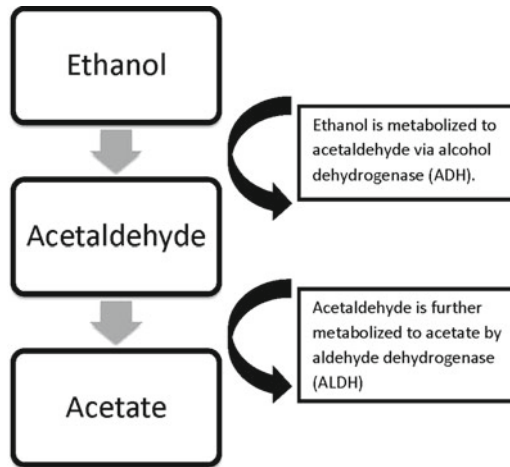 Ethanol
Ethanol is metabolized to
acetaldehyde via alcohol
dehydrogenase (ADH).
Acetaldehyde
Acetaldehyde is further
metabolized to acetate by
aldehyde dehydrogenase
(ALDH)
Acetate